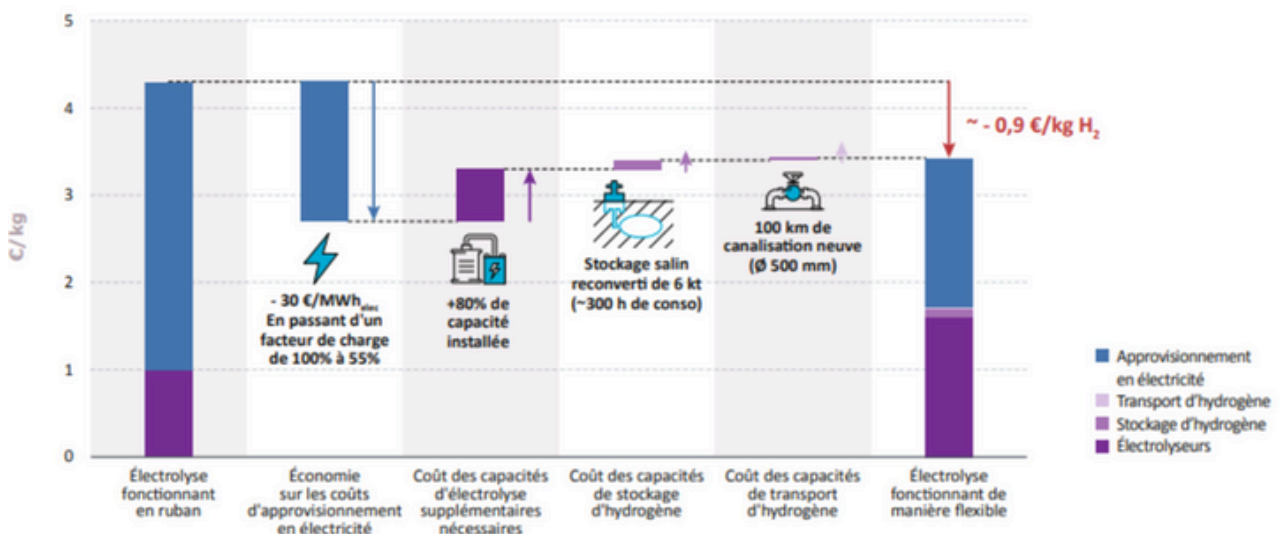 5
4
3
2
1
0
€/kg
~ - 0,9 €/kg H₂
- 30 €/MWhₑₗₑc
En passant d'un
facteur de charge
de 100% à 55%
+80% de
capacité
installée
Stockage salin
reconverti de 6 kt
(~300 h de conso)
100 km de
canalisation neuve
(Ø 500 mm)
Approvisionnement
en électricité
Transport d'hydrogène
Stockage d'hydrogène
Électrolyseurs
Électrolyse
fonctionnant
en ruban
Économie
sur les coûts
d'approvisionnement
en électricité
Coût des capacités
d'électrolyse
supplémentaires
nécessaires
Coût des capacités
de stockage
d'hydrogène
Coût des capacités
de transport
d'hydrogène
Électrolyse
fonctionnant de
manière flexible